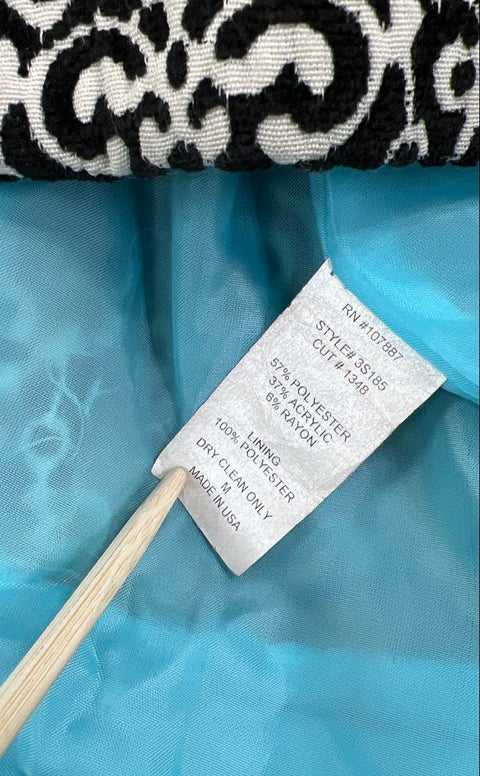 RN #107887
STYLE# 3S185
CUT # 1348
57% POLYESTER
37% ACRYLIC
6% RAYON
LINING
100% POLYESTER
DRY CLEAN ONLY
M
MADE IN USA